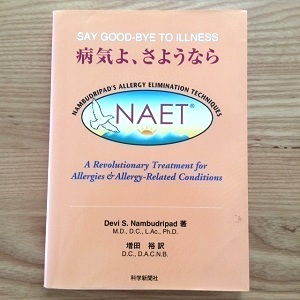 SAY GOOD-BYE TO ILLNESS
病気よ、さようなら
NAMBUDRIPAD'S ALLERGY ELIMINATION TECHNIQUES
NAET®
A Revolutionary Treatment for
Allergies & Allergy-Related Conditions
Devi S. Nambudripad 著
M.D., D.C., L.Ac., Ph.D.
増田 裕 訳
D.C., D.A.C.N.B.
科学新聞社